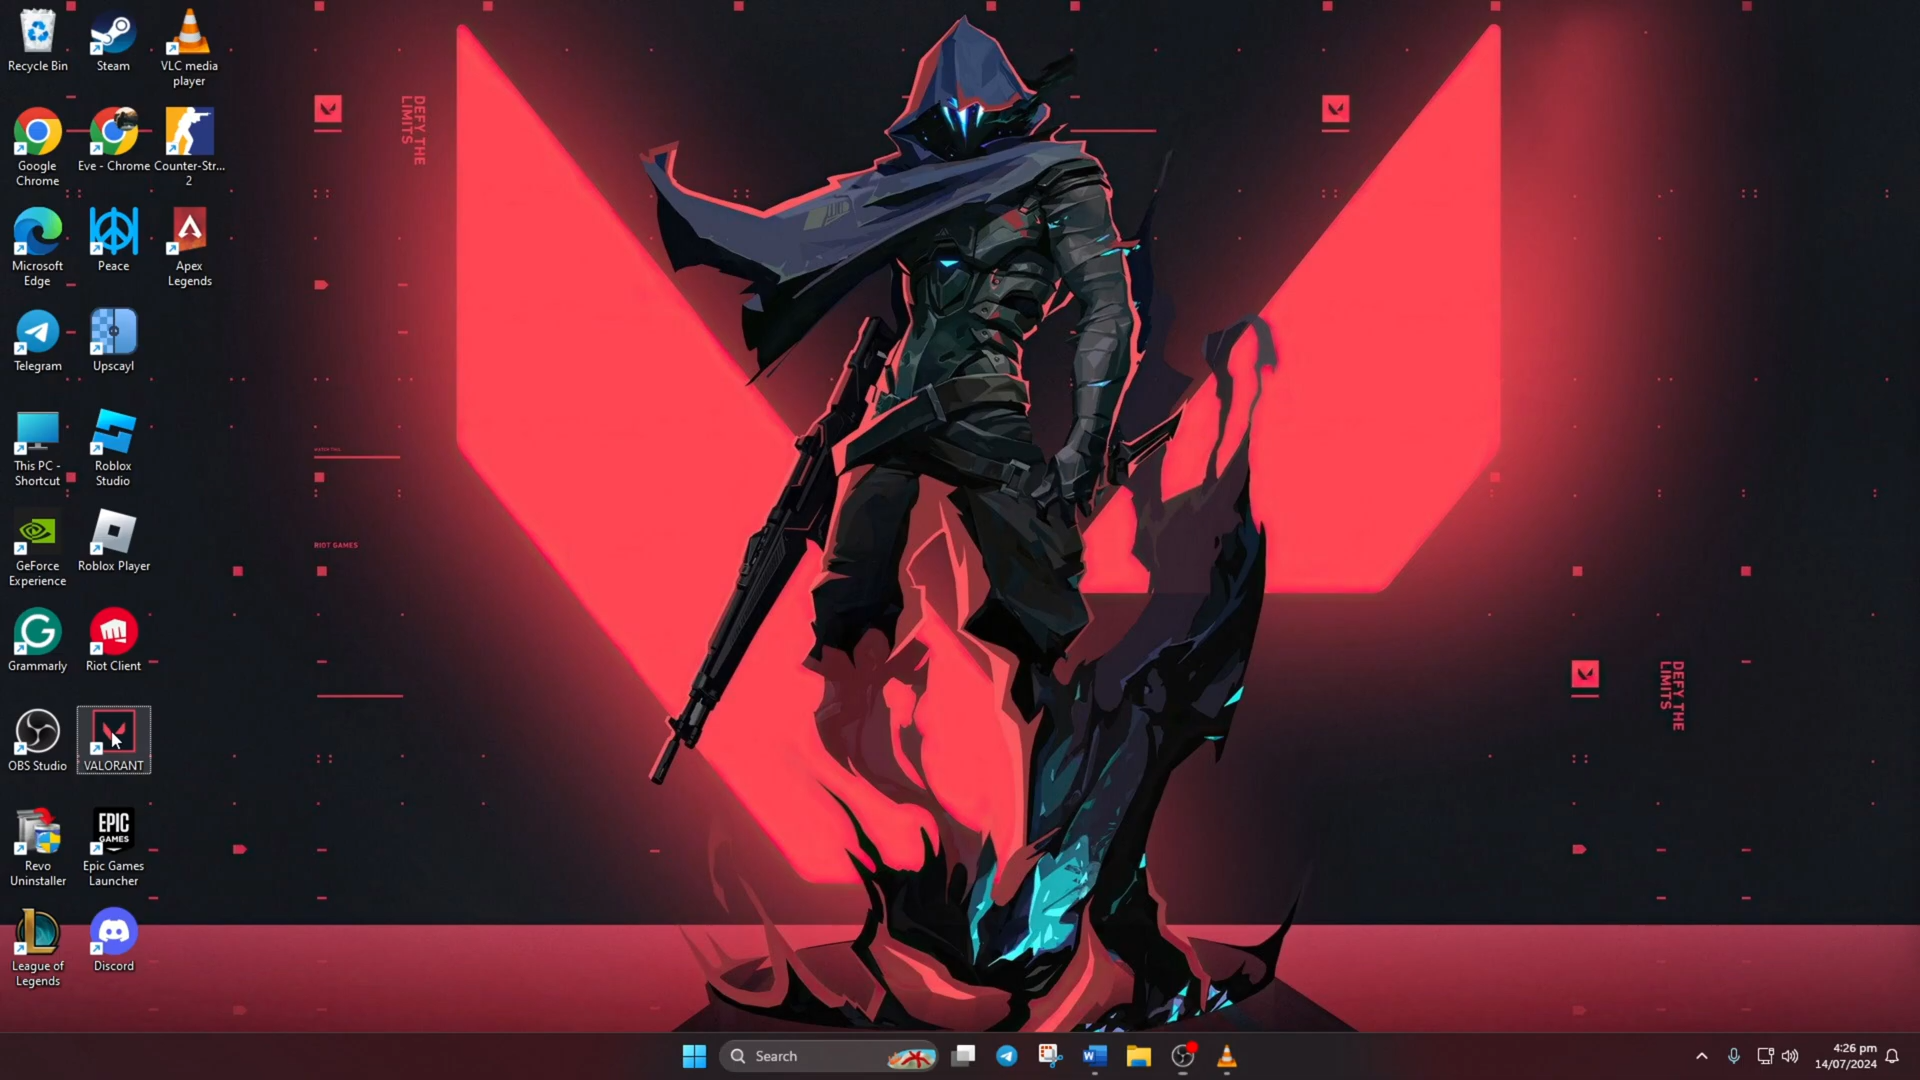 Recycle Bin
Steam
VLC media
player
Google
Chrome
Eve - Chrome
Counter-Str...
2
Microsoft
Edge
Peace
Apex
Legends
Telegram
Upscayl
This PC -
Shortcut
Roblox
Studio
GeForce
Experience
Roblox Player
Grammarly
Riot Client
OBS Studio
VALORANT
Revo
Uninstaller
EPIC
GAMES
Epic Games
Launcher
League of
Legends
Discord
DEFY THE
LIMITS
RIOT GAMES
DEFY THE
LIMITS
Search
W
4:26 pm
14/07/2024